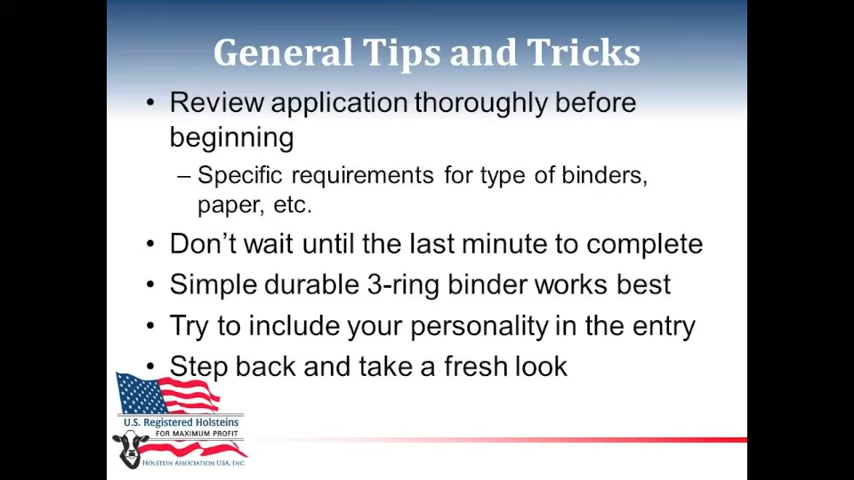 General Tips and Tricks
• Review application thoroughly before
beginning
– Specific requirements for type of binders,
paper, etc.
• Don't wait until the last minute to complete
• Simple durable 3-ring binder works best
• Try to include your personality in the entry
• Step back and take a fresh look
U.S. Registered Holsteins
FOR MAXIMUM PROFIT
HOLSTEIN ASSOCIATION USA, INC.